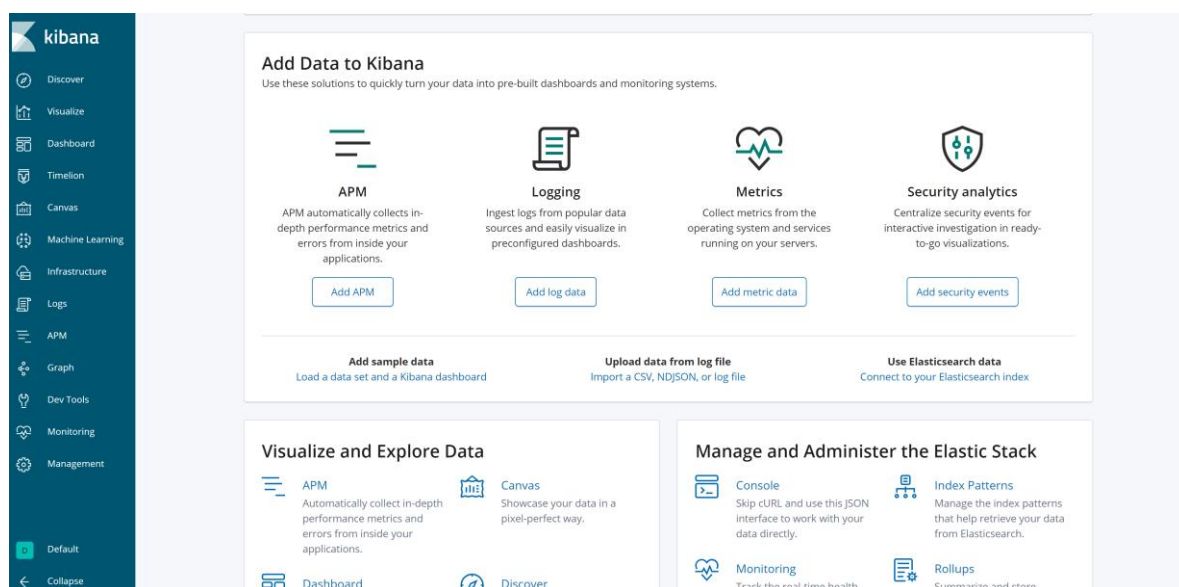 kibana
Discover
Visualize
Dashboard
Timelion
Canvas
Machine Learning
Infrastructure
Logs
APM
Graph
Dev Tools
Monitoring
Management
D
Default
Collapse
Add Data to Kibana
Use these solutions to quickly turn your data into pre-built dashboards and monitoring systems.
APM
APM automatically collects in-
depth performance metrics and
errors from inside your
applications.
Add APM
Logging
Ingest logs from popular data
sources and easily visualize in
preconfigured dashboards.
Add log data
Metrics
Collect metrics from the
operating system and services
running on your servers.
Add metric data
Security analytics
Centralize security events for
interactive investigation in ready-
to-go visualizations.
Add security events
Add sample data
Load a data set and a Kibana dashboard
Upload data from log file
Import a CSV, NDJSON, or log file
Use Elasticsearch data
Connect to your Elasticsearch index
Visualize and Explore Data
APM
Automatically collect in-depth
performance metrics and
errors from inside your
applications.
Canvas
Showcase your data in a
pixel-perfect way.
Dashboard
Discover
Manage and Administer the Elastic Stack
Console
Skip cURL and use this JSON
interface to work with your
data directly.
Index Patterns
Manage the index patterns
that help retrieve your data
from Elasticsearch.
Monitoring
Track the real-time health
Rollups
Summarize and store